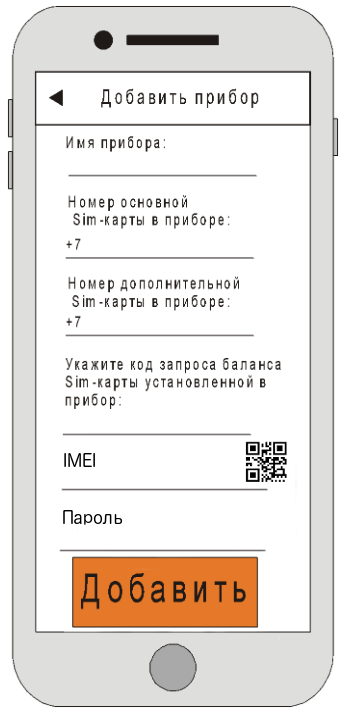 Добавить прибор
Имя прибора:
Номер основной
Sim-карты в приборе:
+7
Номер дополнительной
Sim-карты в приборе:
+7
Укажите код запроса баланса
Sim-карты установленной в
прибор:
IMEI
Пароль
Добавить